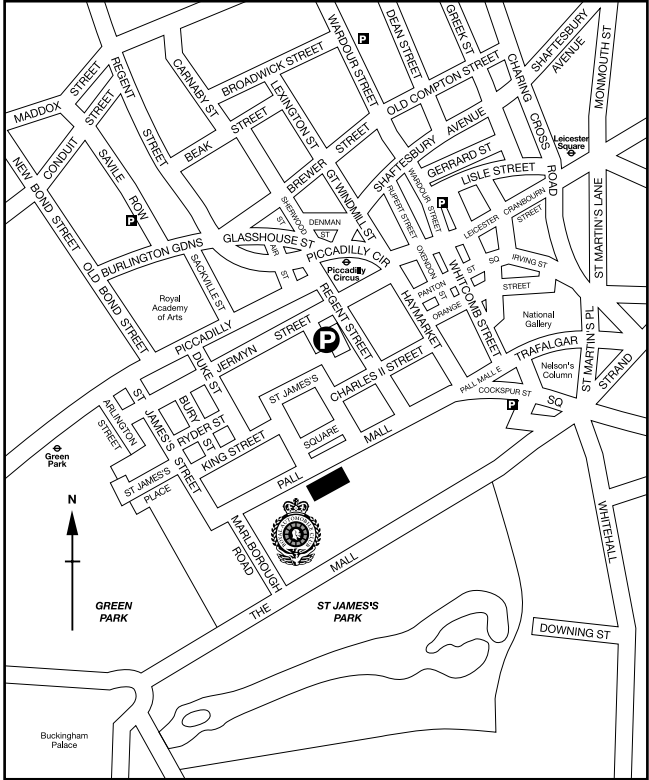 WARDOUR STREET
DEAN STREET
GREEK ST
SHAFTESBURY
AVENUE
MONMOUTH ST
P
REGENT
STREET
CARNABY ST
BROADWICK STREET
CHARING CROSS ROAD
MADDOX
STREET
OLD COMPTON STREET
LEXINGTON ST
CONDUIT
STREET
BEAK STREET
BREWER STREET
SHAFTESBURY AVENUE
Leicester
Square
GERRARD ST
LISLE STREET
NEW BOND STREET
SAVILE ROW
GT WINDMILL ST
RUPERT STREET
WARDOUR STREET
P
P
SHERWOOD
ST
DENMAN
ST
CRANBOURN
STREET
LEICESTER
SQ
ST MARTIN'S LANE
GLASSHOUSE ST
AIR
ST
BURLINGTON GDNS
PICCADILLY CIR
Piccadilly
Circus
OXENDON
ST
IRVING ST
STREET
OLD BOND STREET
SACKVILLE ST
PANTON
ST
WHITCOMB STREET
Royal
Academy
of Arts
REGENT STREET
HAYMARKET
ORANGE
National
Gallery
PICCADILLY
JERMYN STREET
P
TRAFALGAR
SQ
ST MARTIN'S PL
DUKE ST
CHARLES II STREET
PALL MALL E
Nelson's
Column
STRAND
ST JAMES'S
SQUARE
COCKSPUR ST
P
ARLINGTON
STREET
ST
JAMES'S
STREET
BURY
ST
RYDER ST
KING STREET
PALL MALL
Green
Park
ST JAMES'S
PLACE
N
MARLBOROUGH
ROAD
WHITEHALL
THE MALL
GREEN
PARK
ST JAMES'S
PARK
DOWNING ST
Buckingham
Palace